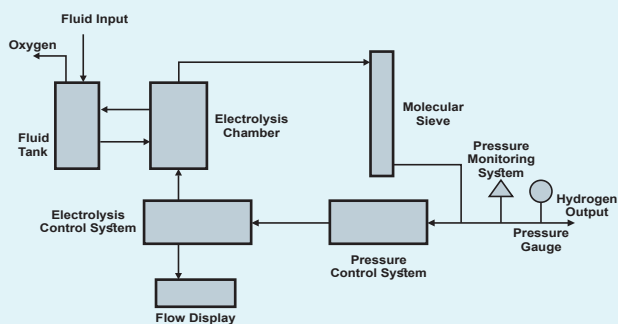 Fluid Input
Oxygen
Fluid
Tank
Electrolysis
Chamber
Molecular
Sieve
Pressure
Monitoring
System
Hydrogen
Output
Pressure
Gauge
Electrolysis
Control System
Pressure
Control System
Flow Display